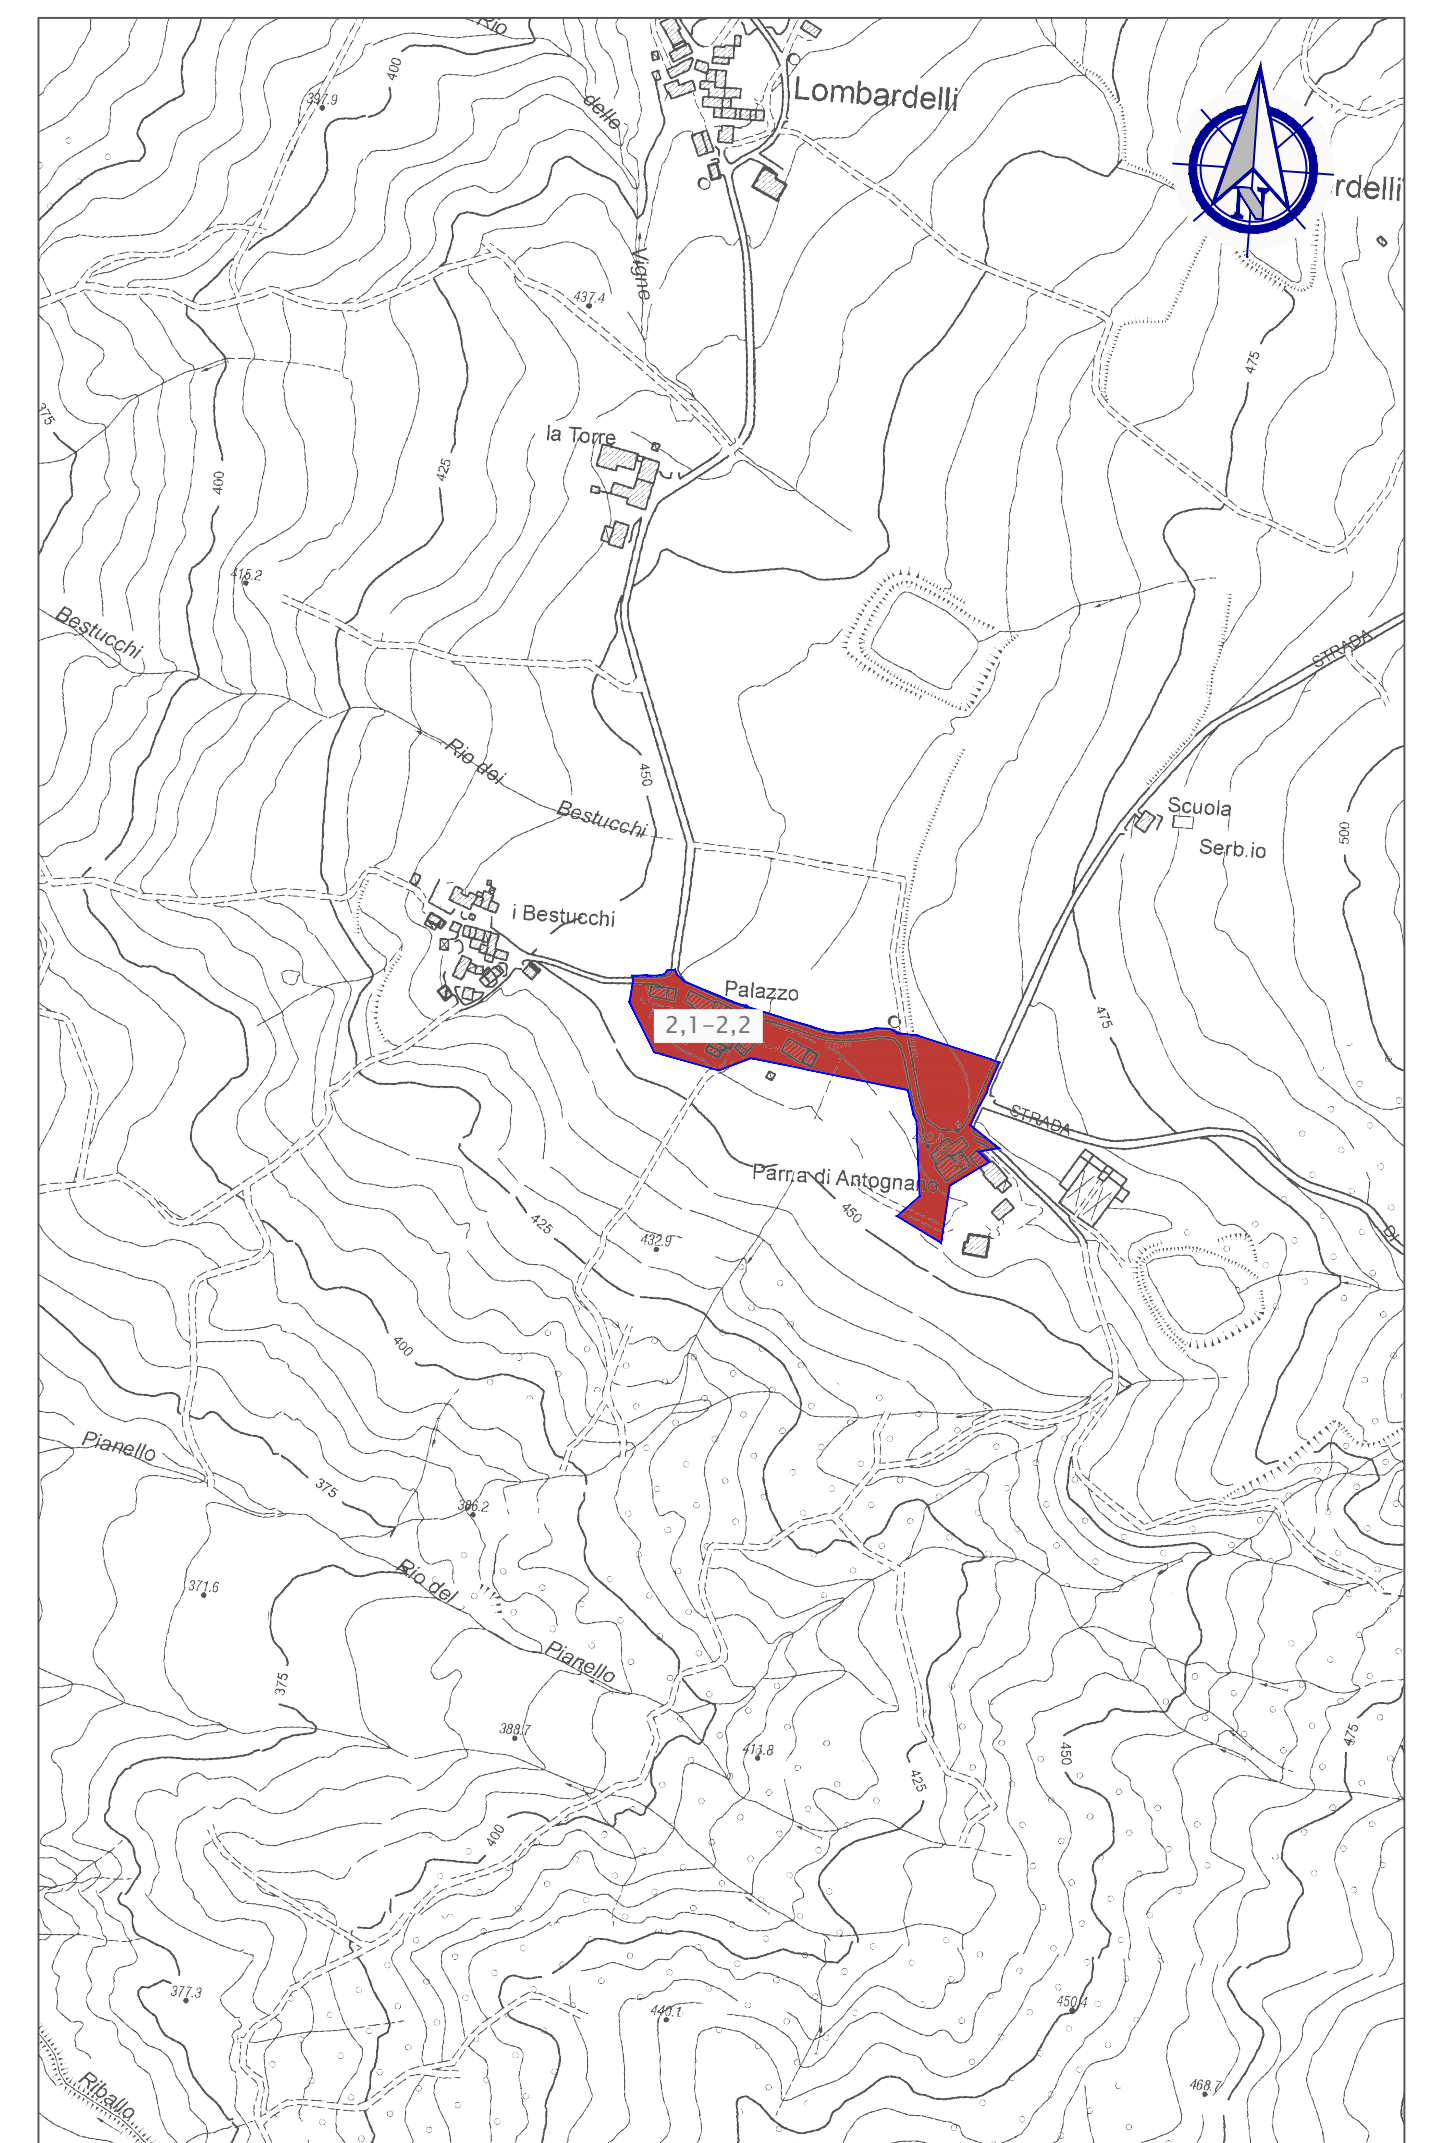 Rio
400
397.9
delle
Lombardelli
N
rdelli
Vigne
437.4
475
375
la Torre
425
400
415.2
Bestucchi
STRADA
Rio dei
450
Bestucchi
Scuola
Serb.io
500
i Bestucchi
Palazzo
2,1-2,2
475
STRADA
Parna di Antognano
450
425
432.9
DI
400
Pianello
375
386.2
371.6
Rio del
Pianello
375
388.7
411.8
450
475
425
400
377.3
440.1
450.4
468.7
Riballo